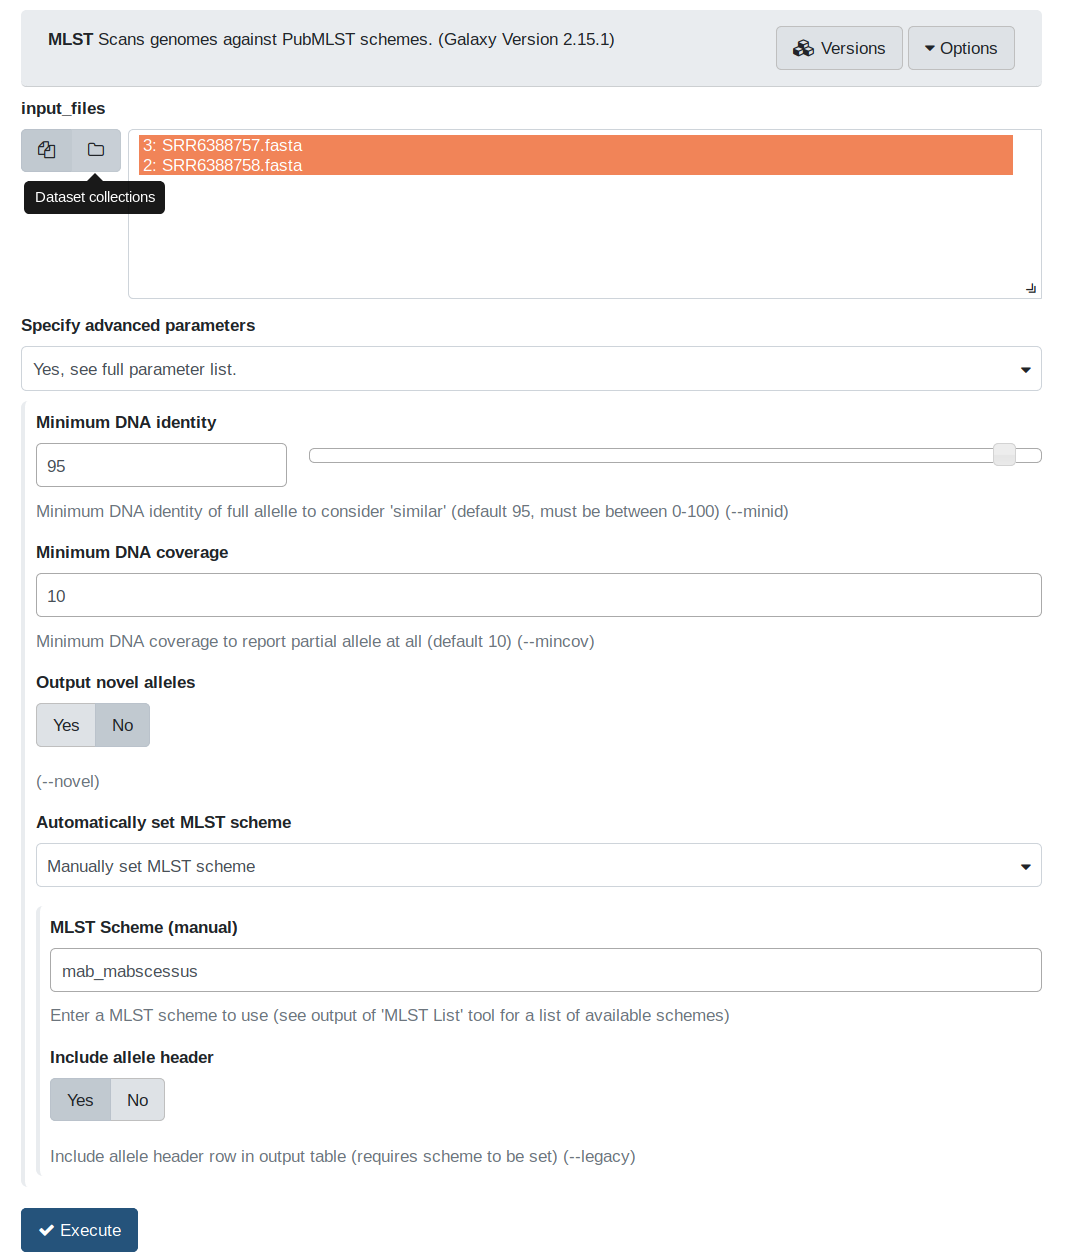 MLST Scans genomes against PubMLST schemes. (Galaxy Version 2.15.1)
Versions
Options
input_files
3: SRR6388757.fasta
2: SRR6388758.fasta
Dataset collections
Specify advanced parameters
Yes, see full parameter list.
Minimum DNA identity
95
Minimum DNA identity of full allelle to consider 'similar' (default 95, must be between 0-100) (--minid)
Minimum DNA coverage
10
Minimum DNA coverage to report partial allele at all (default 10) (--mincov)
Output novel alleles
Yes No
(--novel)
Automatically set MLST scheme
Manually set MLST scheme
MLST Scheme (manual)
mab_mabscessus
Enter a MLST scheme to use (see output of 'MLST List' tool for a list of available schemes)
Include allele header
Yes No
Include allele header row in output table (requires scheme to be set) (--legacy)
Execute